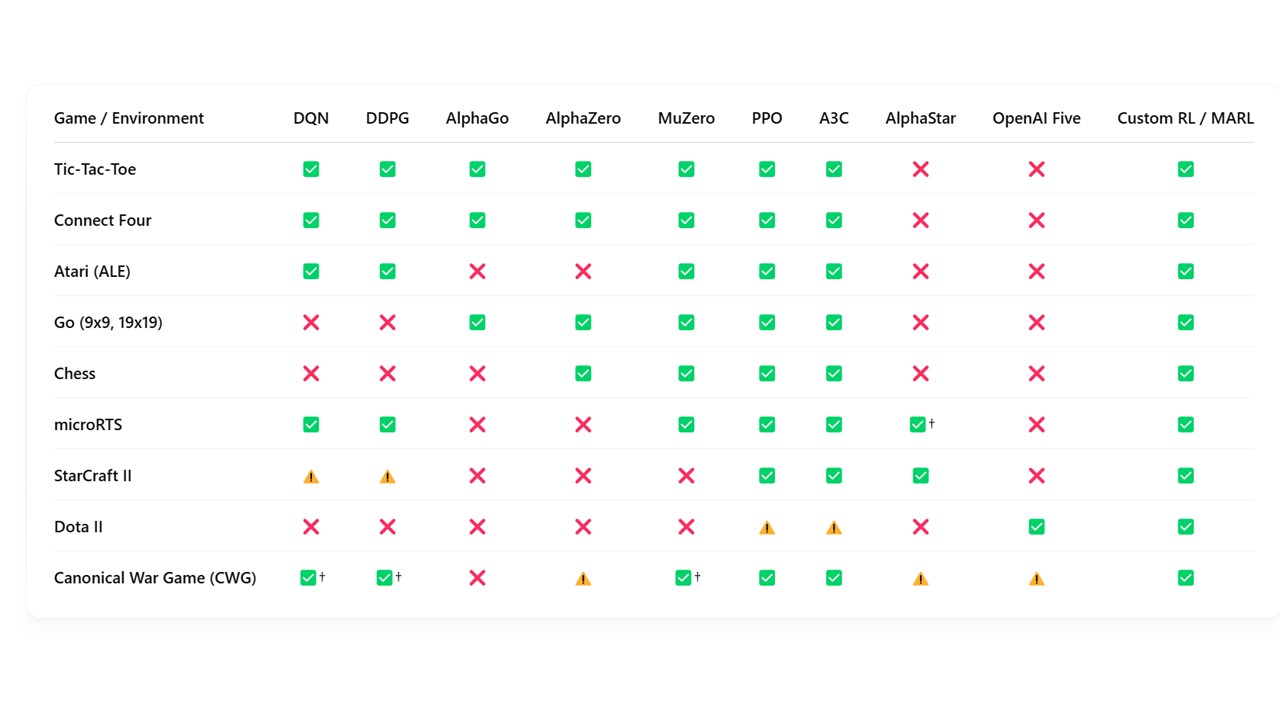 Game / Environment DQN DDPG AlphaGo AlphaZero MuZero PPO A3C AlphaStar OpenAI Five Custom RL / MARL
Tic-Tac-Toe ✅ ✅ ✅ ✅ ✅ ✅ ✅ ❌ ❌ ✅
Connect Four ✅ ✅ ✅ ✅ ✅ ✅ ✅ ❌ ❌ ✅
Atari (ALE) ✅ ✅ ❌ ❌ ✅ ✅ ✅ ❌ ❌ ✅
Go (9x9, 19x19) ❌ ❌ ✅ ✅ ✅ ✅ ✅ ❌ ❌ ✅
Chess ❌ ❌ ❌ ✅ ✅ ✅ ✅ ❌ ❌ ✅
microRTS ✅ ✅ ❌ ❌ ✅ ✅ ✅ ✅† ❌ ✅
StarCraft II ⚠️ ⚠️ ❌ ❌ ❌ ✅ ✅ ✅ ❌ ✅
Dota II ❌ ❌ ❌ ❌ ❌ ⚠️ ⚠️ ❌ ✅ ✅
Canonical War Game (CWG) ✅† ✅† ❌ ⚠️ ✅† ✅ ✅ ⚠️ ⚠️ ✅